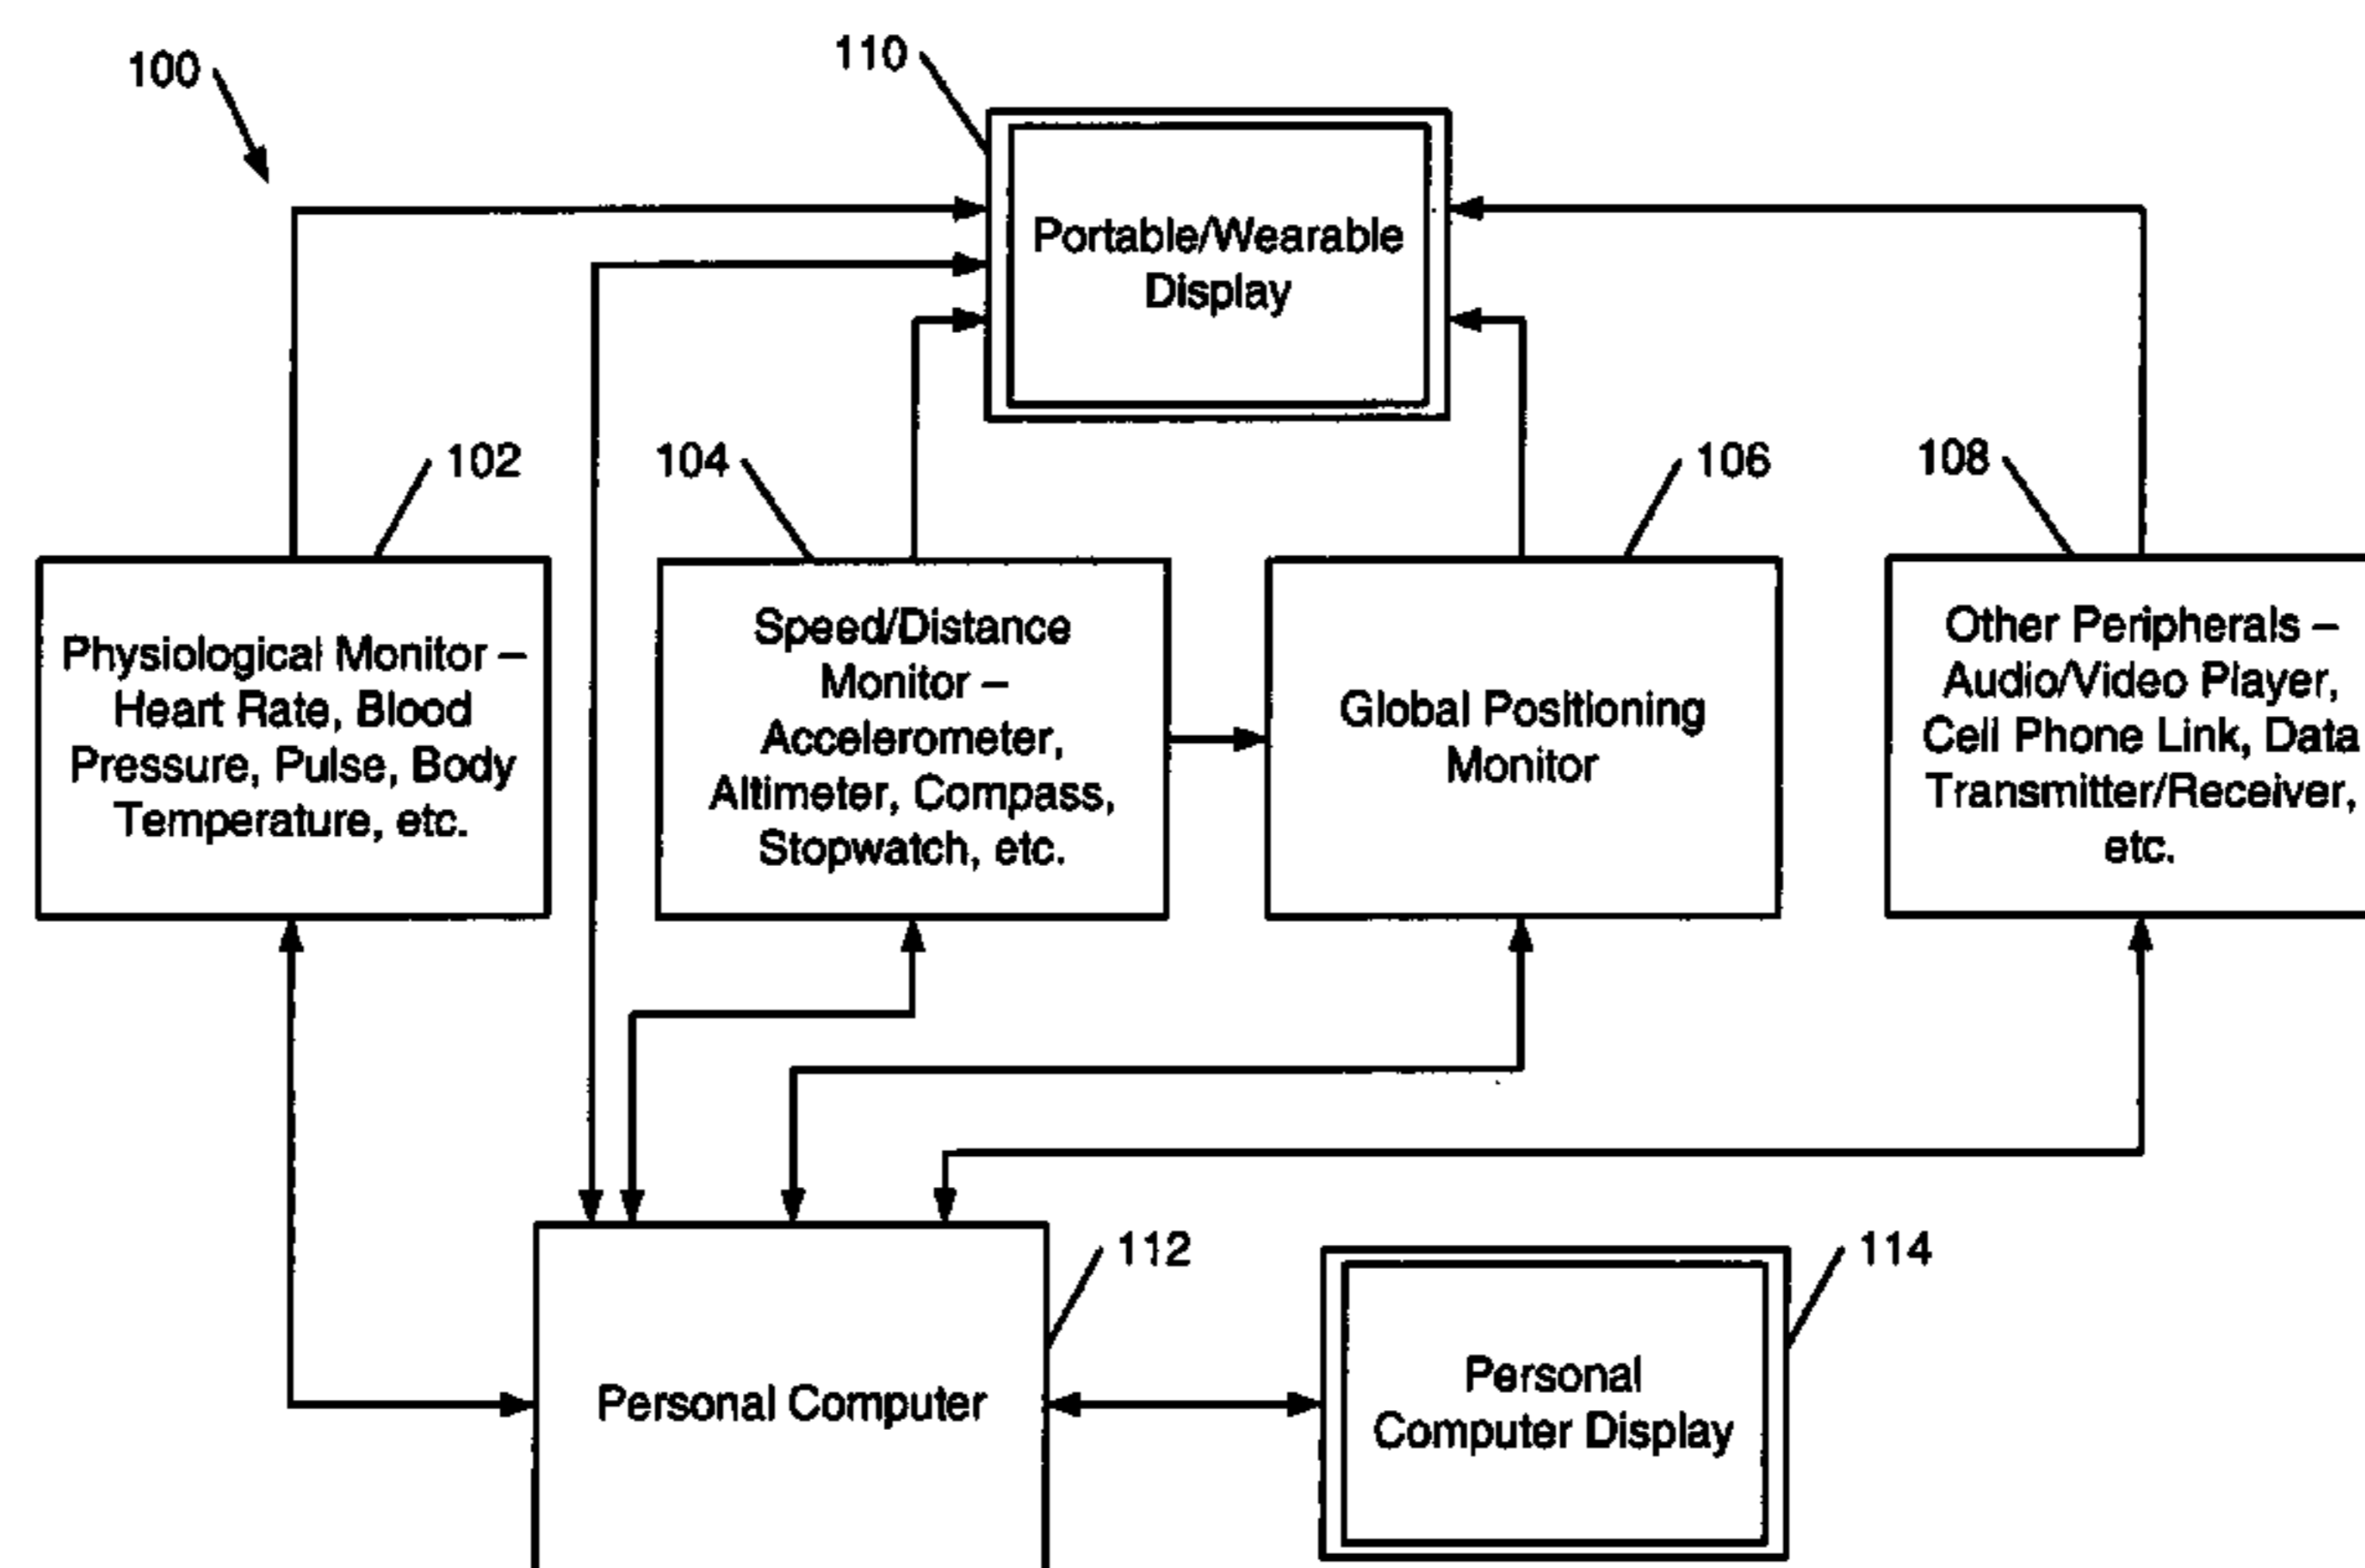 100
110
Portable/Wearable
Display
102
104
106
108
Physiological Monitor –
Heart Rate, Blood
Pressure, Pulse, Body
Temperature, etc.
Speed/Distance
Monitor –
Accelerometer,
Altimeter, Compass,
Stopwatch, etc.
Global Positioning
Monitor
Other Peripherals –
Audio/Video Player,
Cell Phone Link, Data
Transmitter/Receiver,
etc.
112
114
Personal Computer
Personal
Computer Display